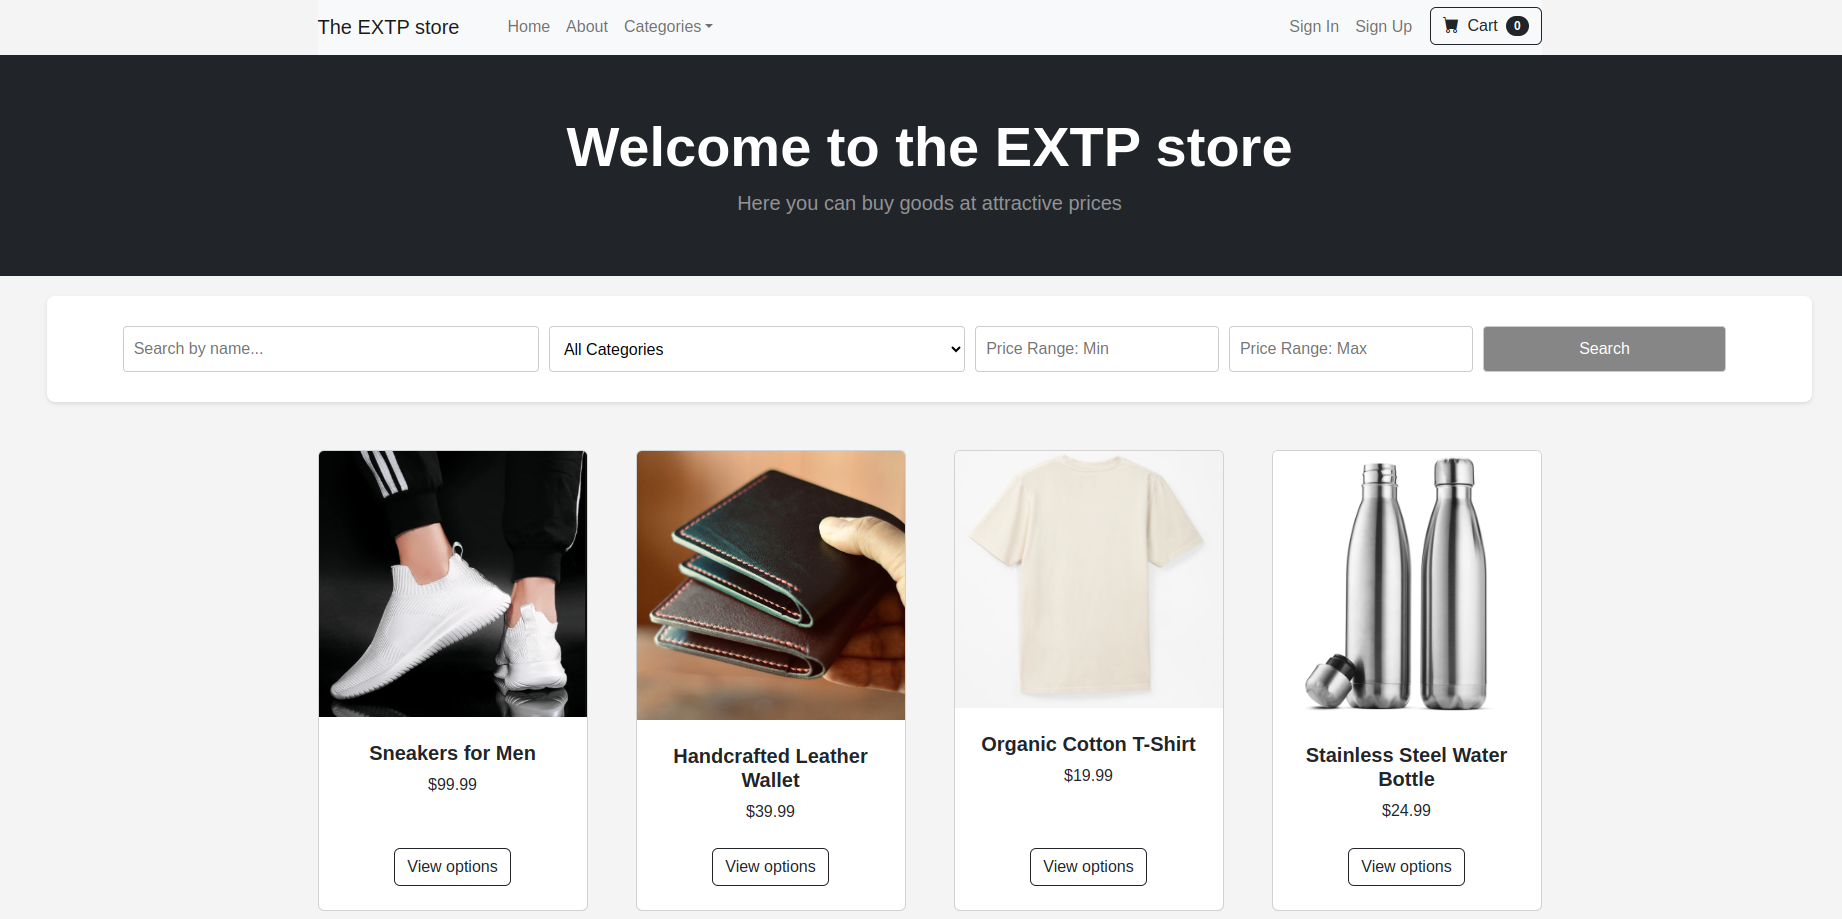 The EXTP store
Home About Categories
Sign In Sign Up Cart 0
Welcome to the EXTP store
Here you can buy goods at attractive prices
Search by name...
All Categories
Price Range: Min
Price Range: Max
Search
Sneakers for Men
$99.99
View options
Handcrafted Leather
Wallet
$39.99
View options
Organic Cotton T-Shirt
$19.99
View options
Stainless Steel Water
Bottle
$24.99
View options